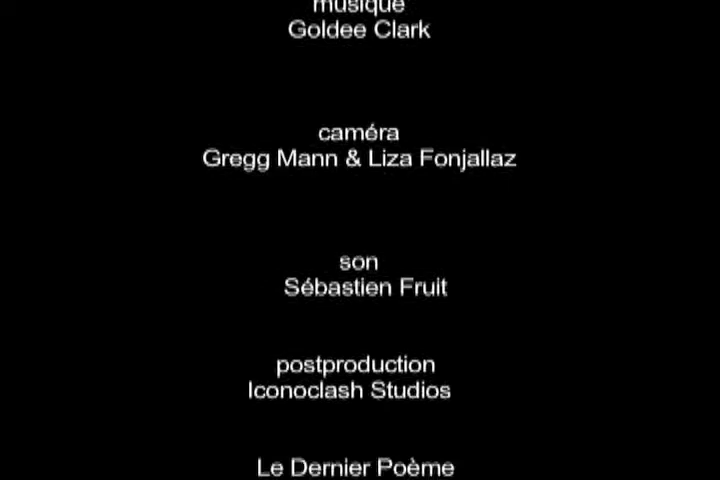 musique
Goldee Clark
caméra
Gregg Mann & Liza Fonjallaz
son
Sébastien Fruit
postproduction
Iconoclash Studios
Le Dernier Poème